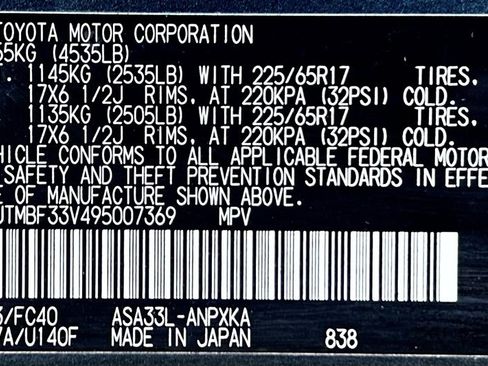 TOYOTA MOTOR CORPORATION
55KG (4535LB)
1145KG (2535LB) WITH 225/65R17 TIRES,
17X6 1/2J RIMS, AT 220KPA (32PSI) COLD.
1135KG (2505LB) WITH 225/65R17 TIRES,
17X6 1/2J RIMS, AT 220KPA (32PSI) COLD.
HICLE CONFORMS TO ALL APPLICABLE FEDERAL MOTOR
SAFETY AND THEFT PREVENTION STANDARDS IN EFFE
E OF MANUFACTURE SHOWN ABOVE.
JTMBF33V495007369 MPV
/FC40 ASA33L-ANPXKA
7A/U140F MADE IN JAPAN 838